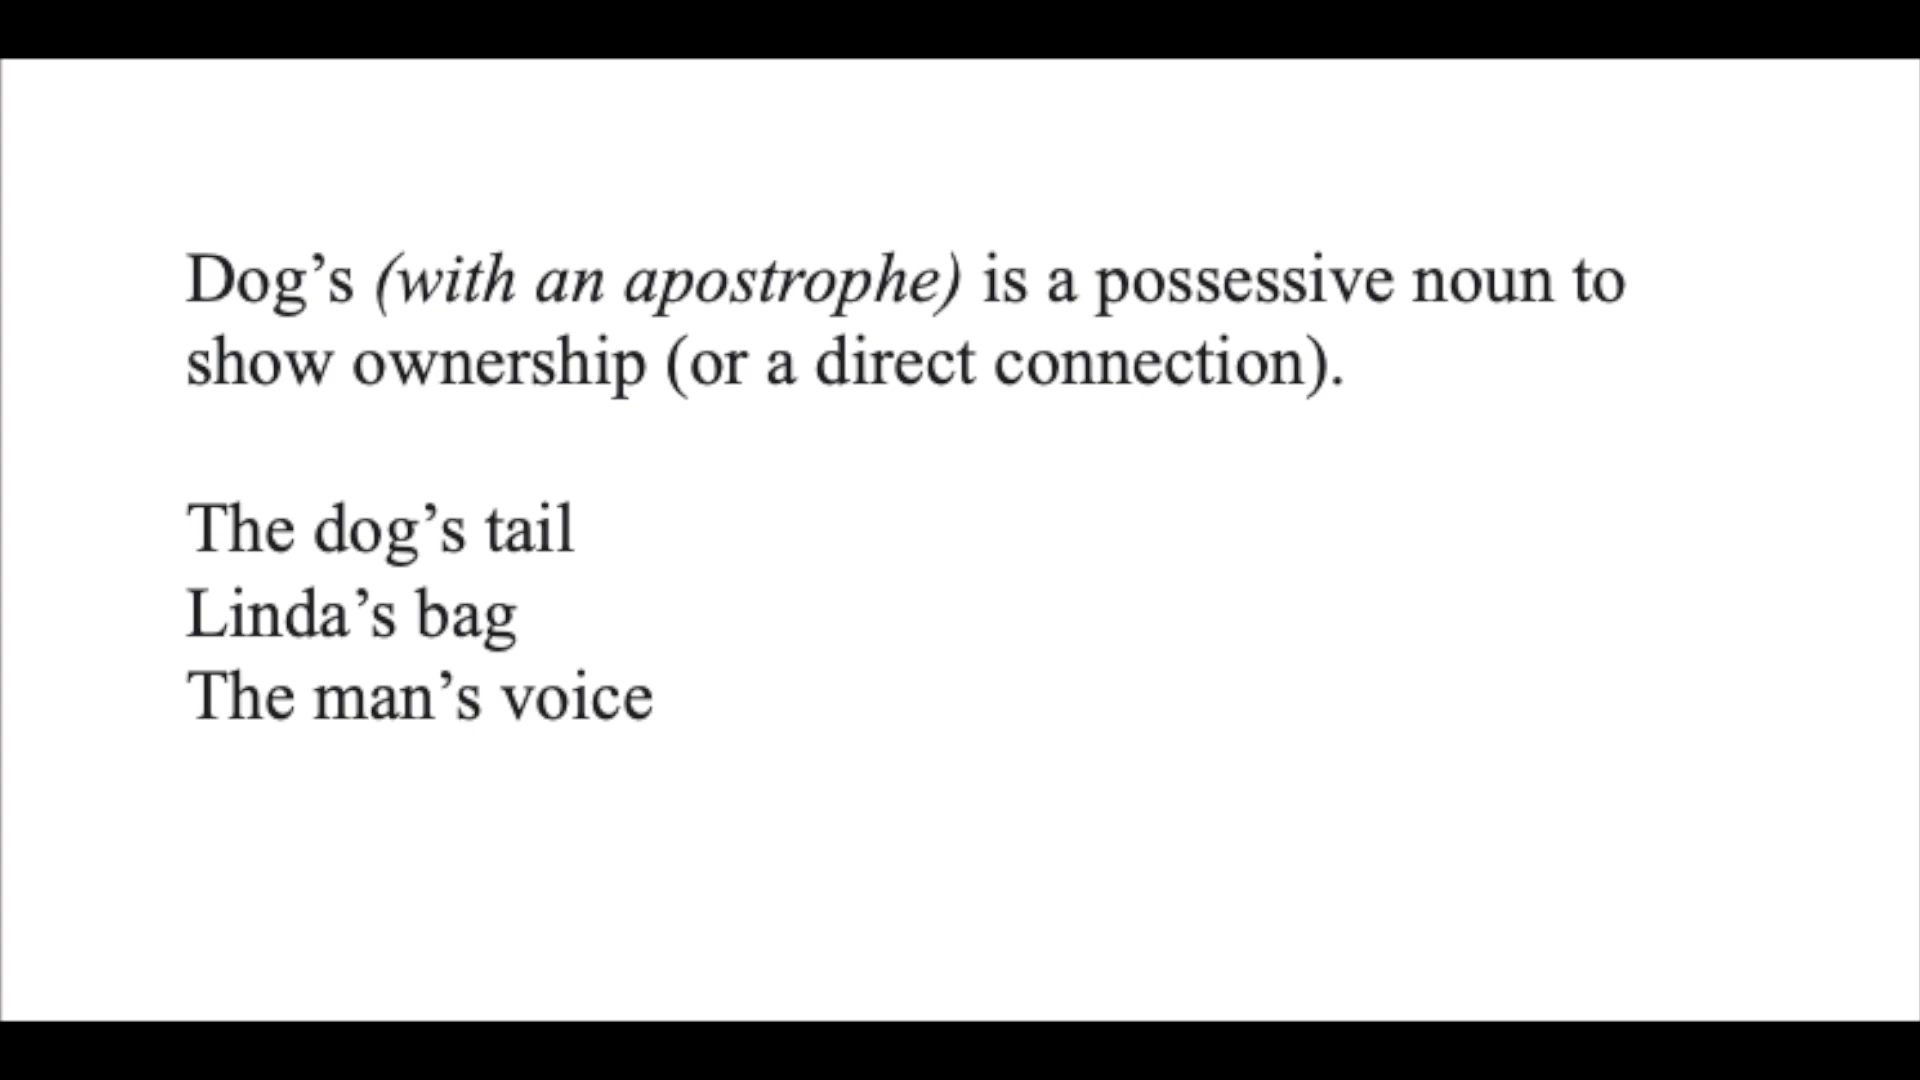 Dog’s (with an apostrophe) is a possessive noun to
show ownership (or a direct connection).
The dog’s tail
Linda’s bag
The man’s voice